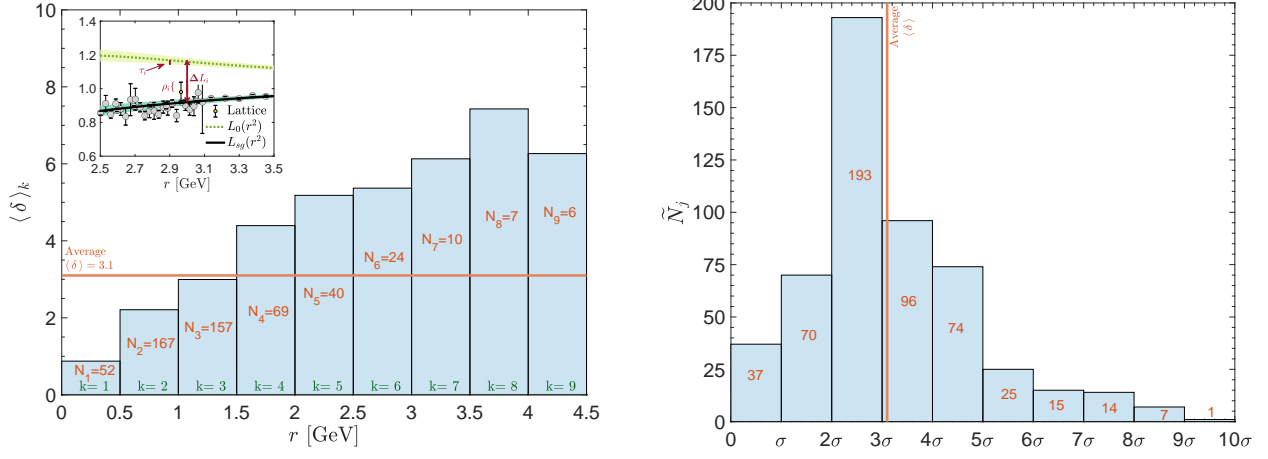 10
8
6
4
2
0
⟨ δ ⟩k
1.4
1.2
1.0
0.8
0.6
2.5 2.7 2.9 3.1 3.3 3.5
r [GeV]
τi
ρi{
ΔLi
Lattice
L0(r²)
Lsg(r²)
Average
⟨ δ ⟩ = 3.1
N1=52
N2=167
N3=157
N4=69
N5=40
N6=24
N7=10
N8=7
N9=6
k= 1 k= 2 k= 3 k= 4 k= 5 k= 6 k= 7 k= 8 k= 9
0 0.5 1 1.5 2 2.5 3 3.5 4 4.5
r [GeV]
200
175
150
125
100
75
50
25
0
Ñj
Average
⟨ δ ⟩
37
70
193
96
74
25
15
14
7
1
0 σ 2σ 3σ 4σ 5σ 6σ 7σ 8σ 9σ 10σ